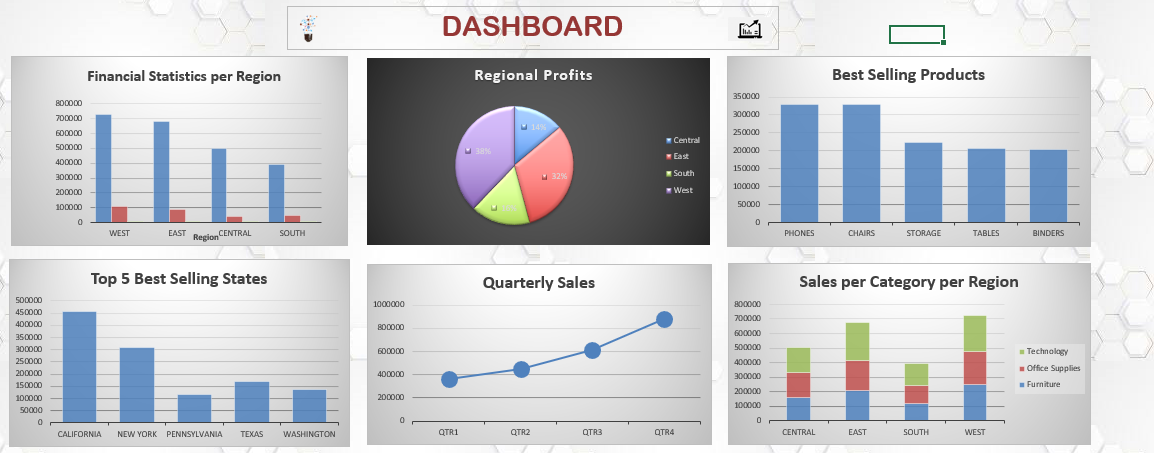 DASHBOARD
Financial Statistics per Region
800000
700000
600000
500000
400000
300000
200000
100000
0
WEST EAST CENTRAL SOUTH
Region
Regional Profits
14%
32%
38%
Central
East
South
West
Best Selling Products
350000
300000
250000
200000
150000
100000
50000
0
PHONES CHAIRS STORAGE TABLES BINDERS
Top 5 Best Selling States
500000
450000
400000
350000
300000
250000
200000
150000
100000
50000
0
CALIFORNIA NEW YORK PENNSYLVANIA TEXAS WASHINGTON
Quarterly Sales
1000000
800000
600000
400000
200000
0
QTR1 QTR2 QTR3 QTR4
Sales per Category per Region
800000
700000
600000
500000
400000
300000
200000
100000
0
CENTRAL EAST SOUTH WEST
Technology
Office Supplies
Furniture